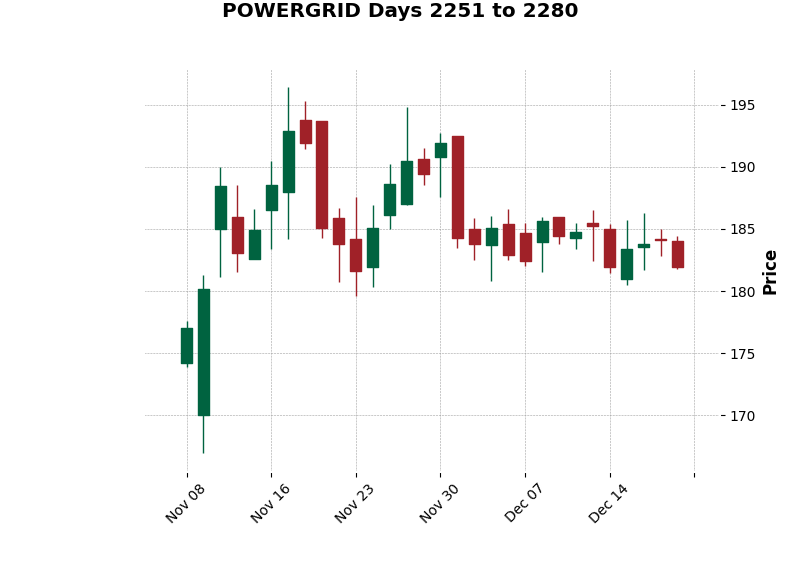 POWERGRID Days 2251 to 2280
195
190
185
180
175
170
Price
Nov 08
Nov 16
Nov 23
Nov 30
Dec 07
Dec 14